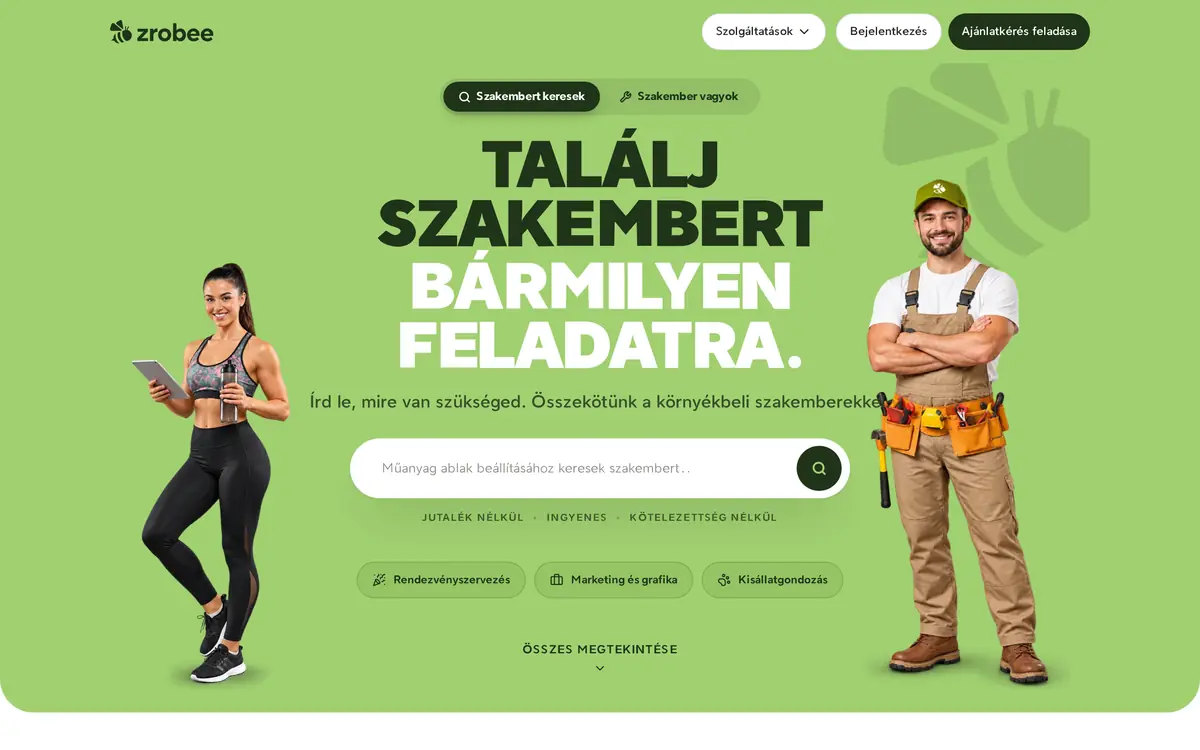 zrobee
Szolgáltatások
Bejelentkezés
Ajánlatkérés feladása
Szakembert keresek
Szakember vagyok
TALÁLJ
SZAKEMBERT
BÁRMILYEN
FELADATRA.
Írd le, mire van szükséged. Összekötünk a környékbeli
Műanyag ablak beállításához keresek szakembert..
JUTALÉK NÉLKÜL • INGYENES • KÖTELEZETTSÉG NÉLKÜL
Rendezvényszervezés
Marketing és grafika
Kisállatgondozás
ÖSSZES MEGTEKINTÉSE